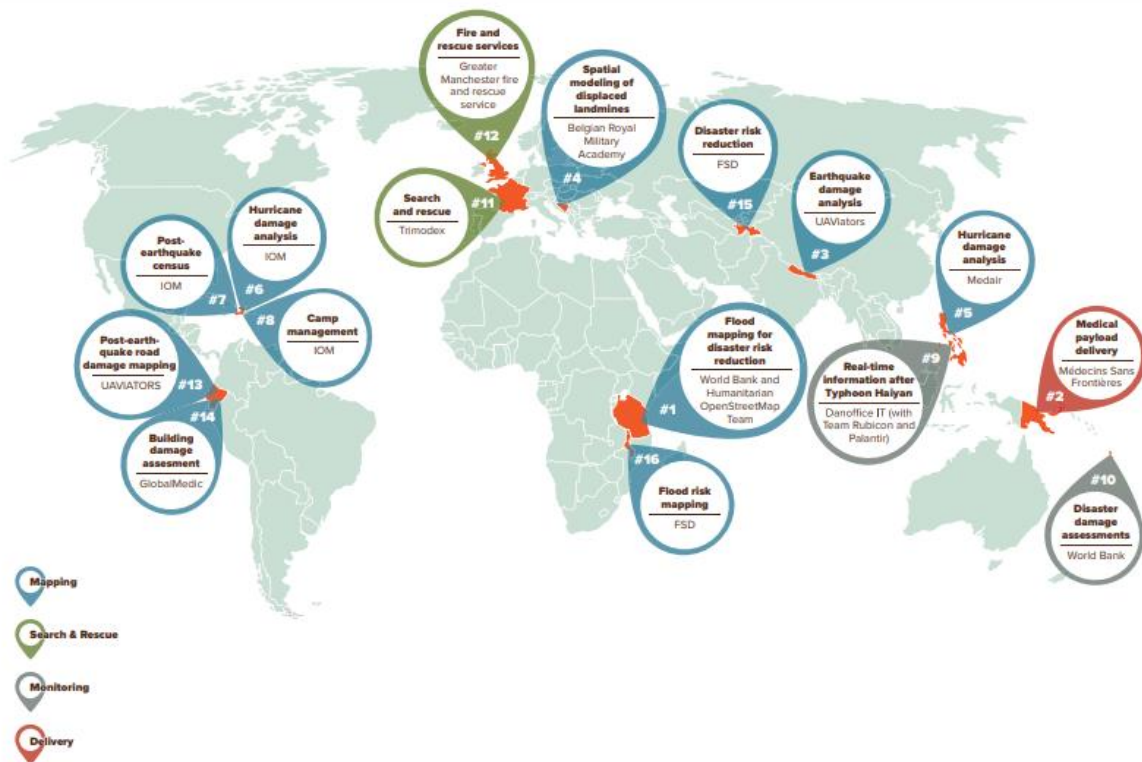 Fire and
rescue services
Greater
Manchester fire
and rescue
service
#12
Spatial
modeling of
displaced
landmines
Belgian Royal
Military
Academy
#4
Disaster risk
reduction
FSD
#15
Earthquake
damage
analysis
UAViators
#3
Search
and rescue
Trimodex
#11
Hurricane
damage
analysis
IOM
#6
Post-
earthquake
census
IOM
#7
#8
Camp
management
IOM
Hurricane
damage
analysis
Medair
#5
Post-earth-
quake road
damage mapping
UAVIATORS
#13
#14
Building
damage
assesment
GlobalMedic
Flood
mapping for
disaster risk
reduction
World Bank and
Humanitarian
OpenStreetMap
Team
#1
#9
Real-time
information after
Typhoon Haiyan
Danoffice IT (with
Team Rubicon and
Palantir)
Medical
payload
delivery
Médecins Sans
Frontières
#2
#16
Flood risk
mapping
FSD
#10
Disaster
damage
assessments
World Bank
Mapping
Search & Rescue
Monitoring
Delivery